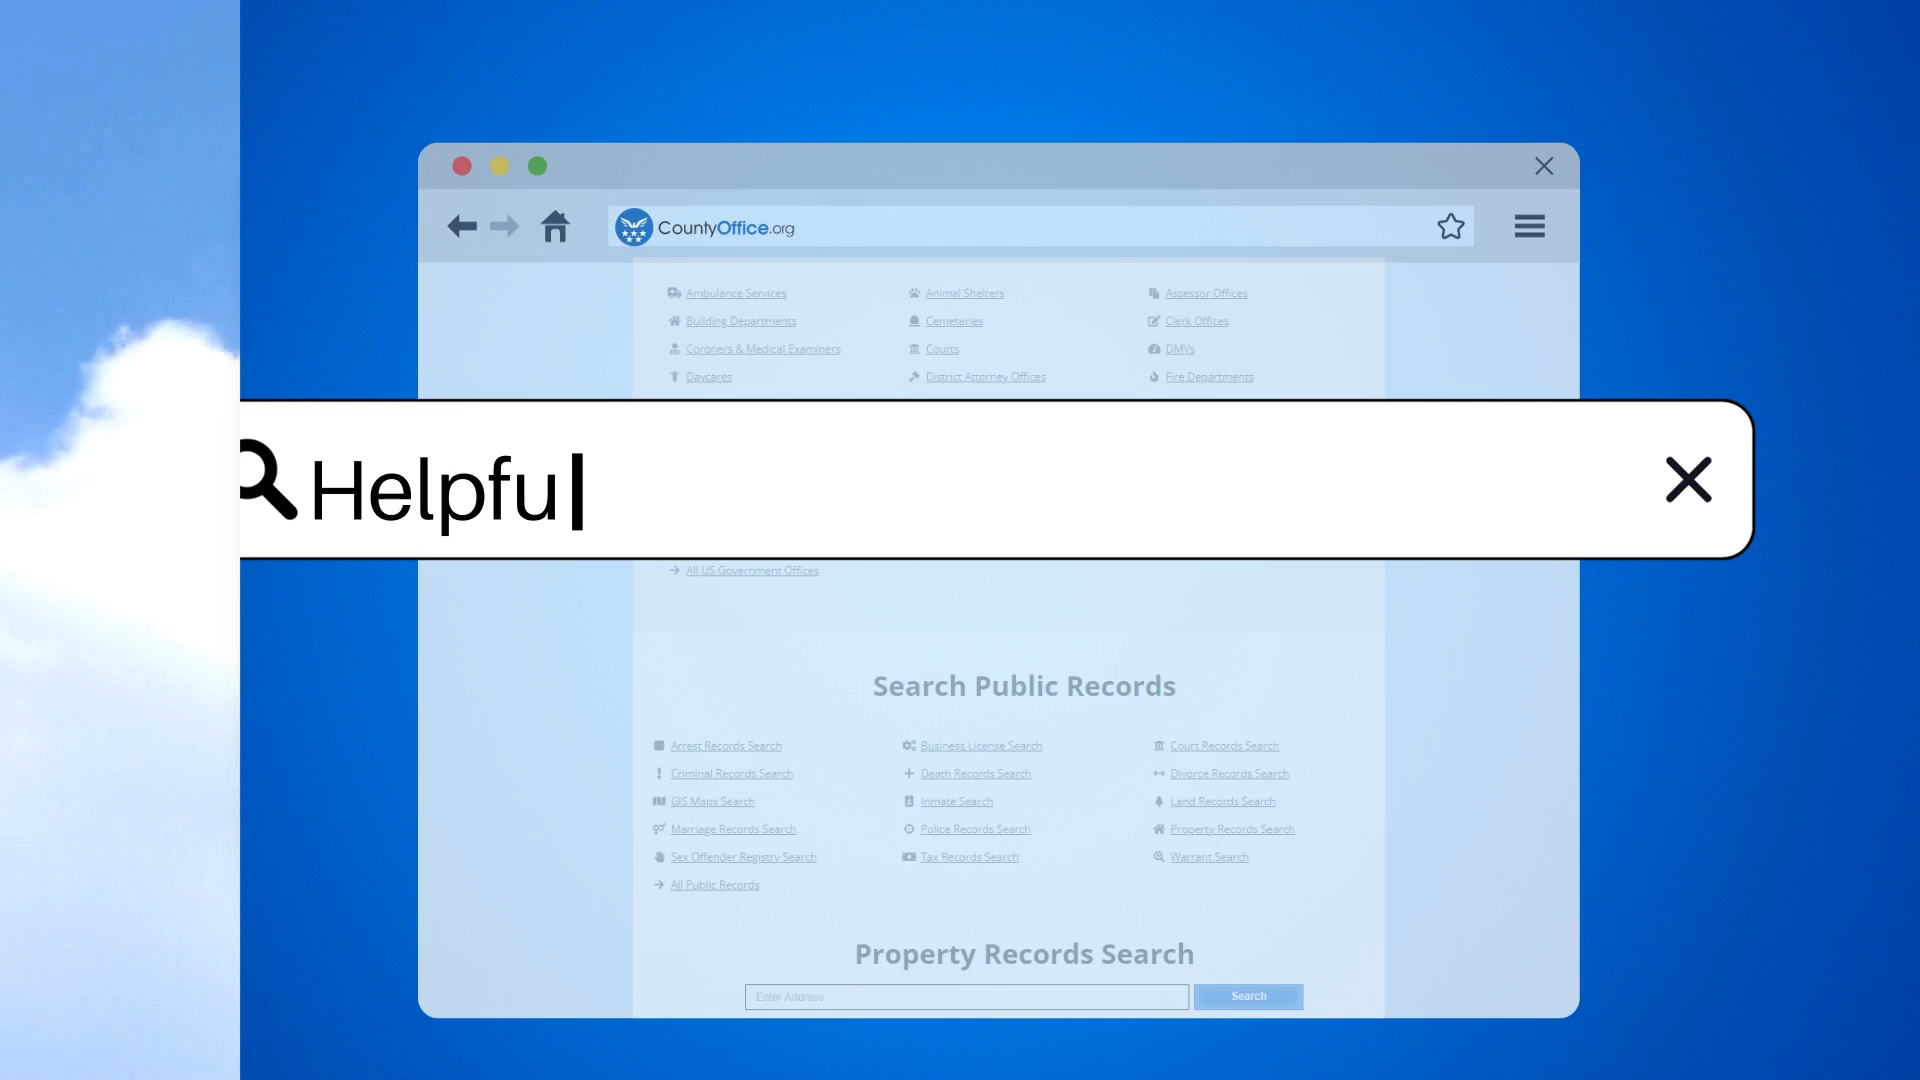 CountyOffice.org
Ambulance Services Animal Shelters Assessor Offices
Building Departments Cemeteries Clerk Offices
Coroners & Medical Examiners Courts DMVs
Daycares District Attorney Offices Fire Departments
Helpfu
All US Government Offices
Search Public Records
Arrest Records Search Business License Search Court Records Search
Criminal Records Search Death Records Search Divorce Records Search
GIS Maps Search Inmate Search Land Records Search
Marriage Records Search Police Records Search Property Records Search
Sex Offender Registry Search Tax Records Search Warrant Search
All Public Records
Property Records Search
Enter Address Search